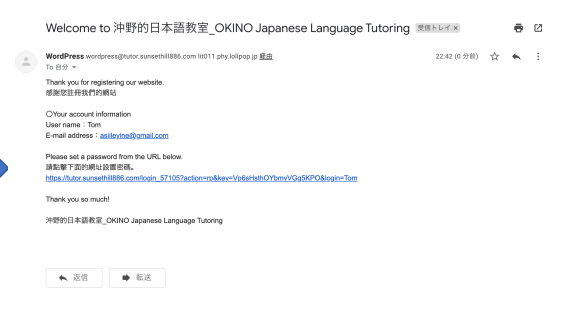 Welcome to 沖野的日本語教室_OKINO Japanese Language Tutoring 受信トレイ ×
WordPress wordpress@tutor.sunsethill886.com lit011.phy.lolipop.jp 経由 22:42 (0 分前)
To 自分
Thank you for registering our website.
感謝您註冊我們的網站
〇Your account information
User name：Tom
E-mail address：asiileyine@gmail.com
Please set a password from the URL below.
請點擊下面的網址設置密碼。
https://tutor.sunsethill886.com/login_57105?action=rp&key=Vp6sHsthOYbmvVGg5KPO&login=Tom
Thank you so much!
沖野的日本語教室_OKINO Japanese Language Tutoring
返信 転送